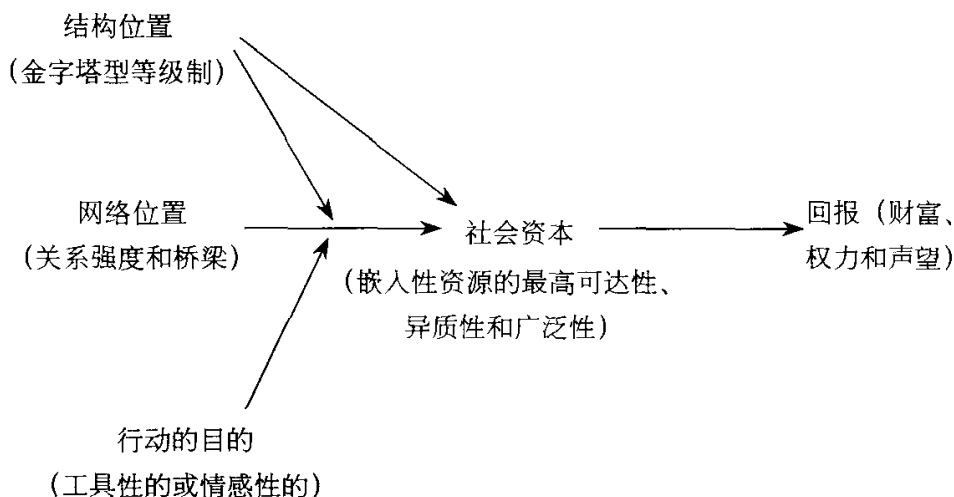 结构位置
（金字塔型等级制）
网络位置
（关系强度和桥梁）
社会资本
（嵌入性资源的最高可达性、
异质性和广泛性）
回报（财富、
权力和声望）
行动的目的
（工具性的或情感性的）